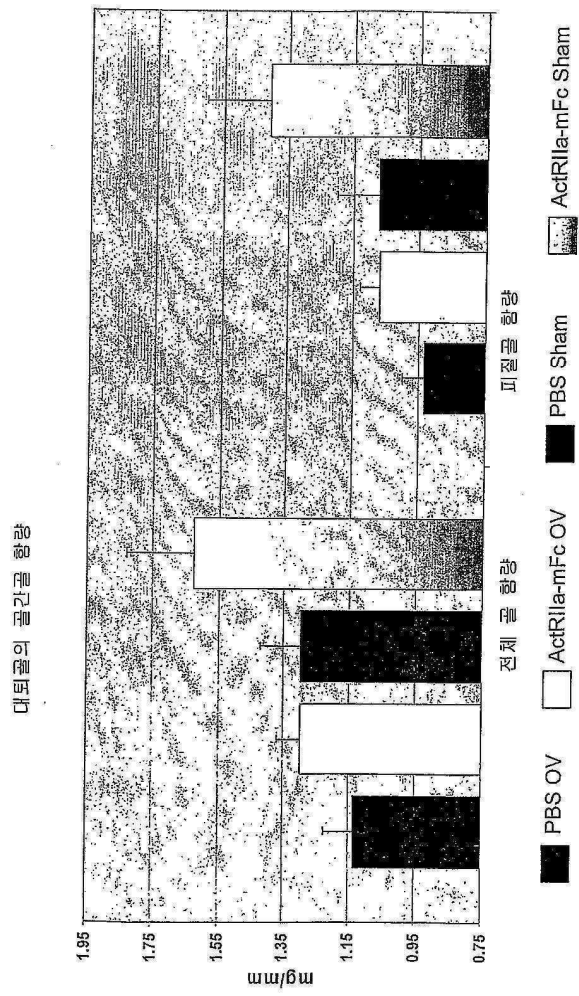 대퇴골의 골간골 함량
1.95
1.75
1.55
1.35
1.15
0.95
0.75
mg/mm
전체 골 함량
피질골 함량
PBS OV
ActRIIa-mFc OV
PBS Sham
ActRIIa-mFc Sham